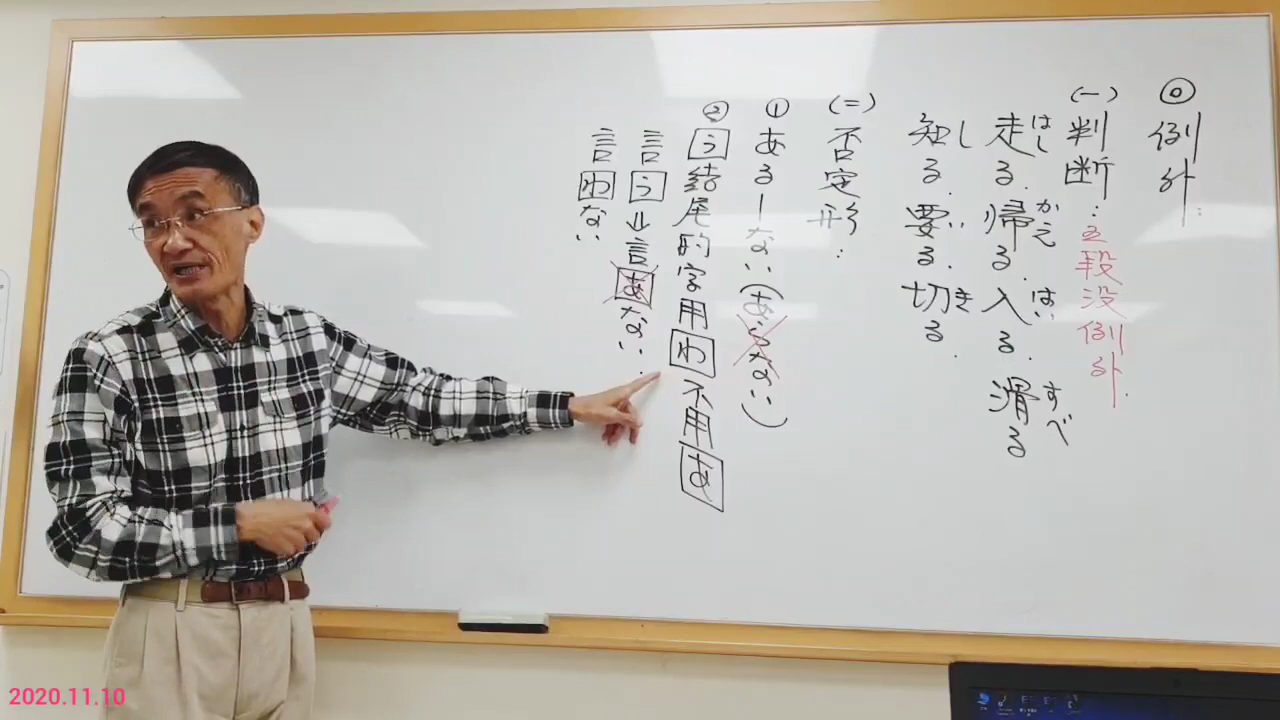 ◎例外:
(一)判断:五段没例外.
走はしる.帰かえる.入はいる.滑すべる
知しる.要いる.切きる.
(二)否定形:
①ある—ない(あらない)
②う結尾的字用わ不用あ
言う⇒言あない.
言わない
2020.11.10